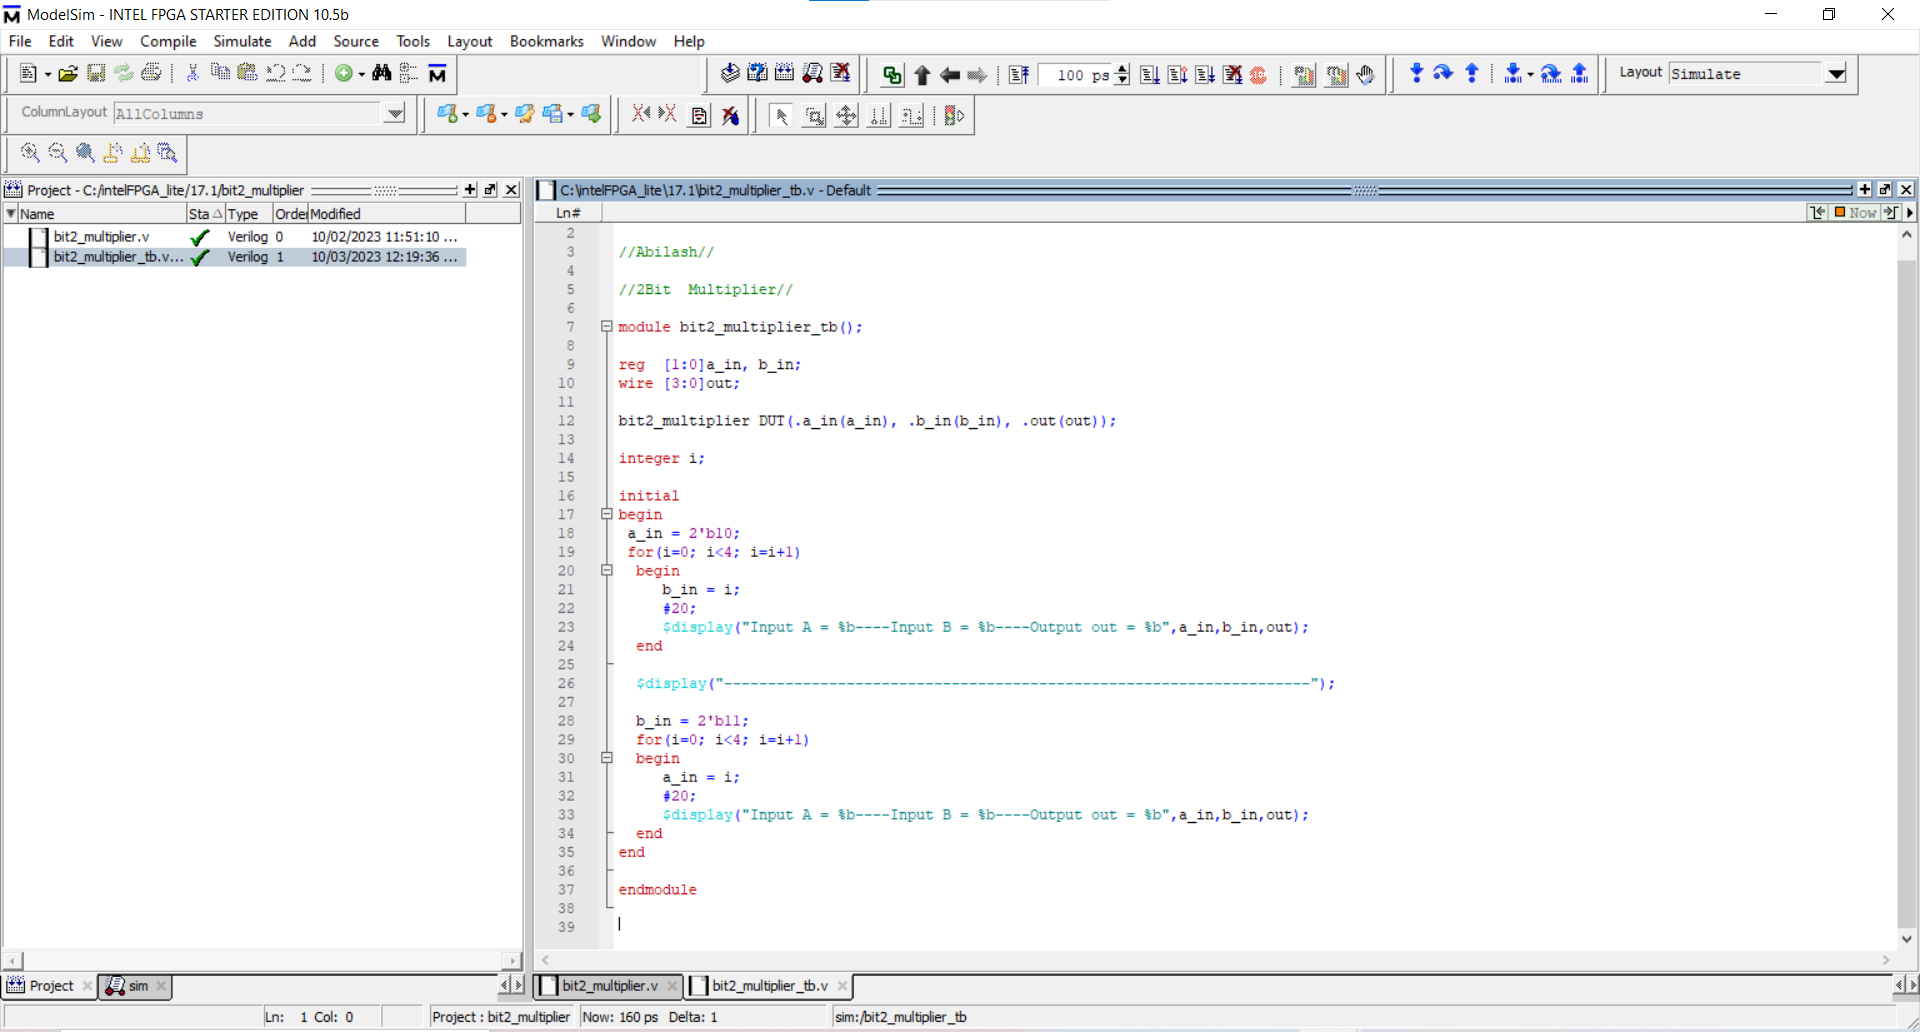 ModelSim - INTEL FPGA STARTER EDITION 10.5b
File Edit View Compile Simulate Add Source Tools Layout Bookmarks Window Help
100 ps
Layout Simulate
ColumnLayout AllColumns
Project - C:/intelFPGA_lite/17.1/bit2_multiplier
Name Sta Type Order Modified
bit2_multiplier.v Verilog 0 10/02/2023 11:51:10 ...
bit2_multiplier_tb.v... Verilog 1 10/03/2023 12:19:36 ...
C:\intelFPGA_lite\17.1\bit2_multiplier_tb.v - Default
Ln# Now
2
3 //Abilash//
4
5 //2Bit  Multiplier//
6
7 module bit2_multiplier_tb();
8
9 reg  [1:0]a_in, b_in;
10 wire [3:0]out;
11
12 bit2_multiplier DUT(.a_in(a_in), .b_in(b_in), .out(out));
13
14 integer i;
15
16 initial
17 begin
18 a_in = 2'b10;
19 for(i=0; i<4; i=i+1)
20 begin
21 b_in = i;
22 #20;
23 $display("Input A = %b----Input B = %b----Output out = %b",a_in,b_in,out);
24 end
25
26 $display("-------------------------------------------------------------------");
27
28 b_in = 2'b11;
29 for(i=0; i<4; i=i+1)
30 begin
31 a_in = i;
32 #20;
33 $display("Input A = %b----Input B = %b----Output out = %b",a_in,b_in,out);
34 end
35 end
36
37 endmodule
38
39
Project sim
bit2_multiplier.v bit2_multiplier_tb.v
Ln: 1 Col: 0 Project : bit2_multiplier Now: 160 ps Delta: 1 sim:/bit2_multiplier_tb